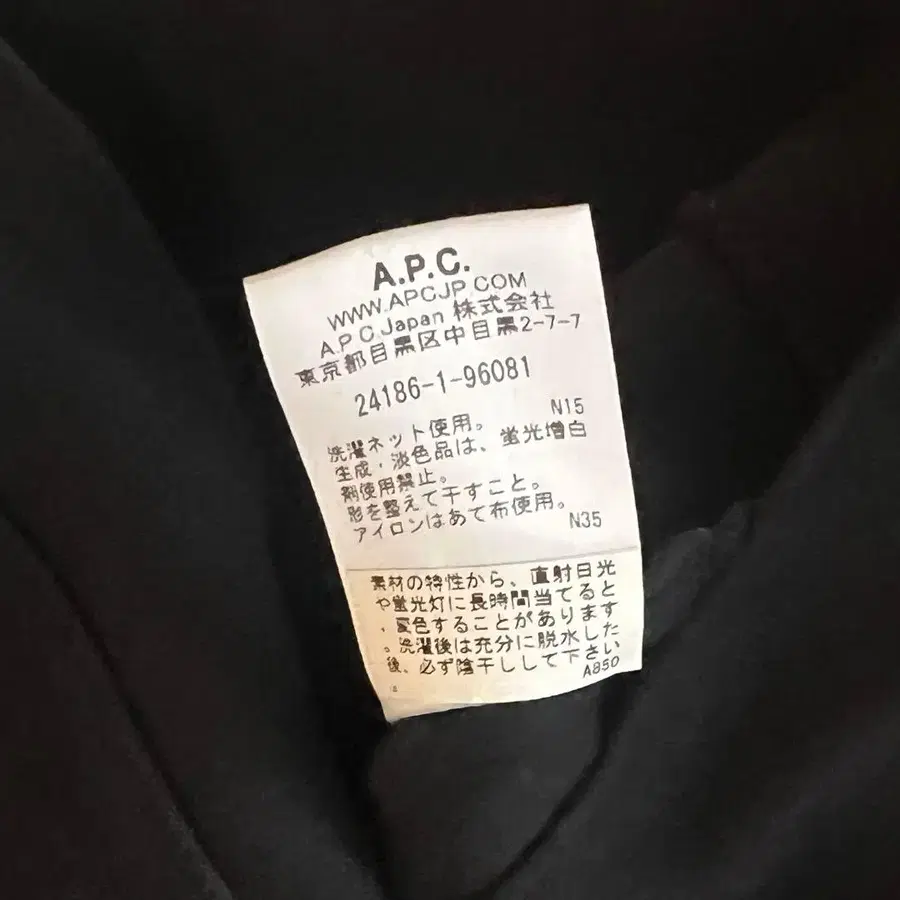 A.P.C.
WWW.APCJP.COM
A.P.C.Japan 株式会社
東京都目黒区中目黒2-7-7
24186-1-96081
N15
洗濯ネット使用。
生成・淡色品は、蛍光増白
剤使用禁止。
形を整えて干すこと。
アイロンはあて布使用。
N35
素材の特性から、直射日光
や蛍光灯に長時間当てると
、変色することがあります
。洗濯後は充分に脱水した
後、必ず陰干しして下さい
A850